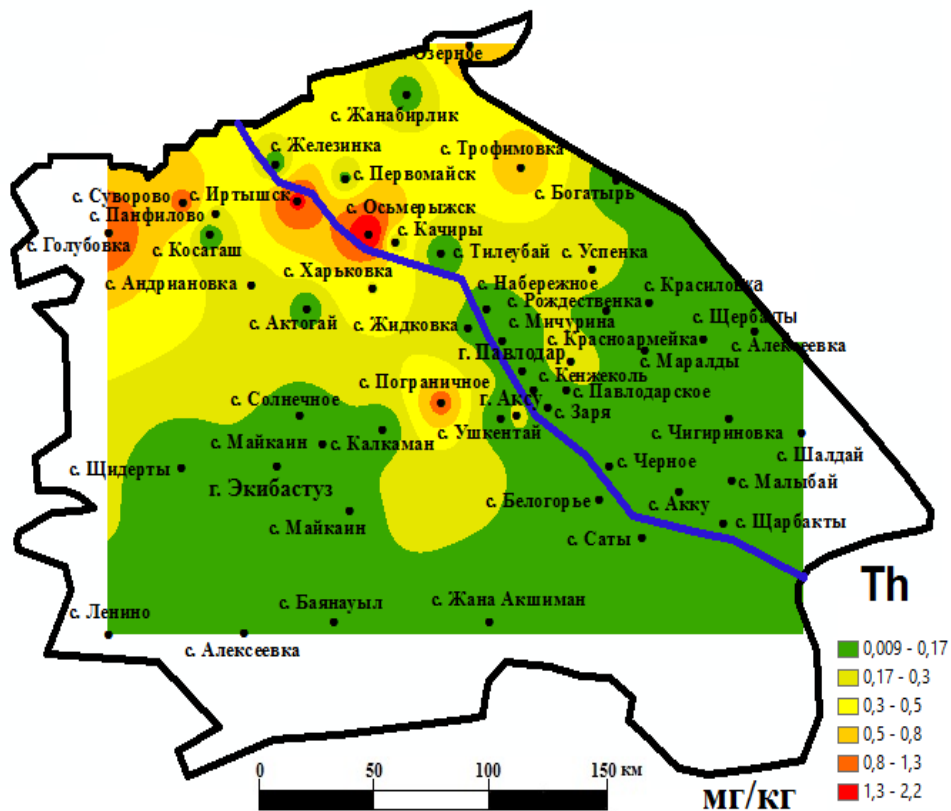 Озерное
с. Жанабирлик
с. Железинка
с. Трофимовка
с. Первомайск
с. Богатырь
с. Суворово
с. Иртышск
с. Панфилово
с. Осьмерыжск
с. Качиры
с. Голубовка
с. Косагаш
с. Тилеубай
с. Успенка
с. Харьковка
с. Андриановка
с. Набережное
с. Красиловка
с. Рождественка
с. Актогай
с. Жидковка
с. Мичурина
с. Щербакты
с. Красноармейка
с. Алексеевка
г. Павлодар
с. Маралды
с. Кенжеколь
с. Пограничное
с. Павлодарское
с. Солнечное
г. Аксу
с. Заря
с. Ушкентай
с. Чигириновка
с. Майкаин
с. Калкаман
с. Шалдай
с. Щидерты
с. Черное
с. Малыбай
г. Экибастуз
с. Белогорье
с. Акку
с. Майкаин
с. Щарбакты
с. Саты
Th
с. Ленино
с. Баянауыл
с. Жана Акшиман
с. Алексеевка
0,009 - 0,17
0,17 - 0,3
0,3 - 0,5
0,5 - 0,8
0,8 - 1,3
1,3 - 2,2
0 50 100 150 км
мг/кг